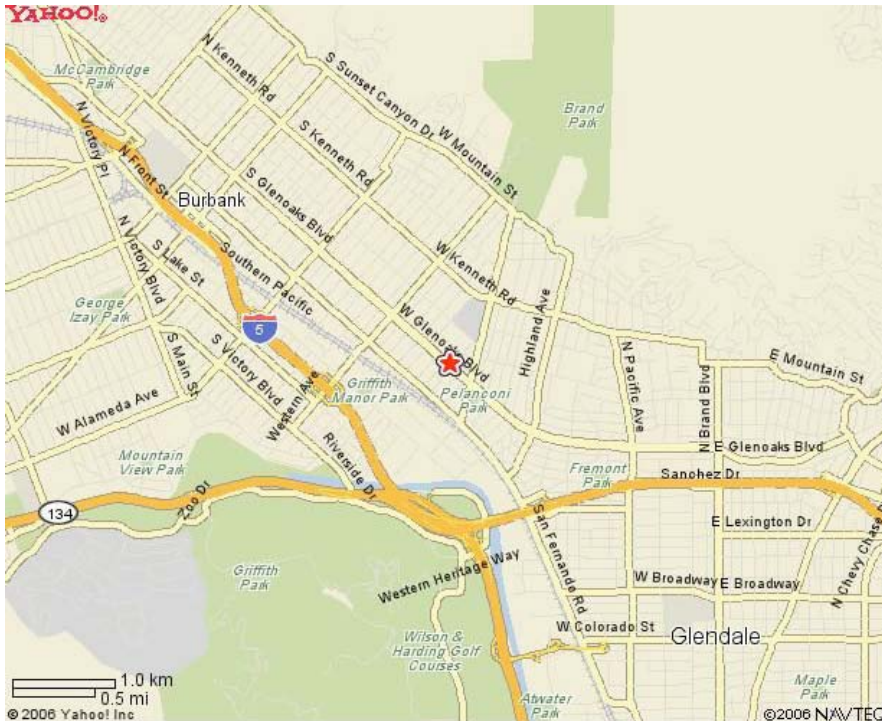 YAHOO!
McCambridge
Park
N Kenneth Rd
S Sunset Canyon Dr
Brand
Park
N Victory Pl
N Front St
S Kenneth Rd
W Mountain St
Burbank
S Glenoaks Blvd
N Victory Blvd
S Lake St
Southern Pacific
W Kenneth Rd
George
Izay Park
5
W Glenoaks Blvd
Highland Ave
S Main St
S Victory Blvd
Western Ave
Griffith
Manor Park
Pelanconi
Park
N Pacific Ave
N Brand Blvd
E Mountain St
W Alameda Ave
Mountain
View Park
Riverside Dr
E Glenoaks Blvd
Fremont
Park
Sanchez Dr
Zoo Dr
134
San Fernando Rd
E Lexington Dr
N Chevy Chase
Griffith
Park
Western Heritage Way
W Broadway
E Broadway
W Colorado St
Glendale
Wilson &
Harding Golf
Courses
1.0 km
0.5 mi
Atwater
Park
Maple
Park
© 2006 Yahoo! Inc
©2006 NAVTEQ